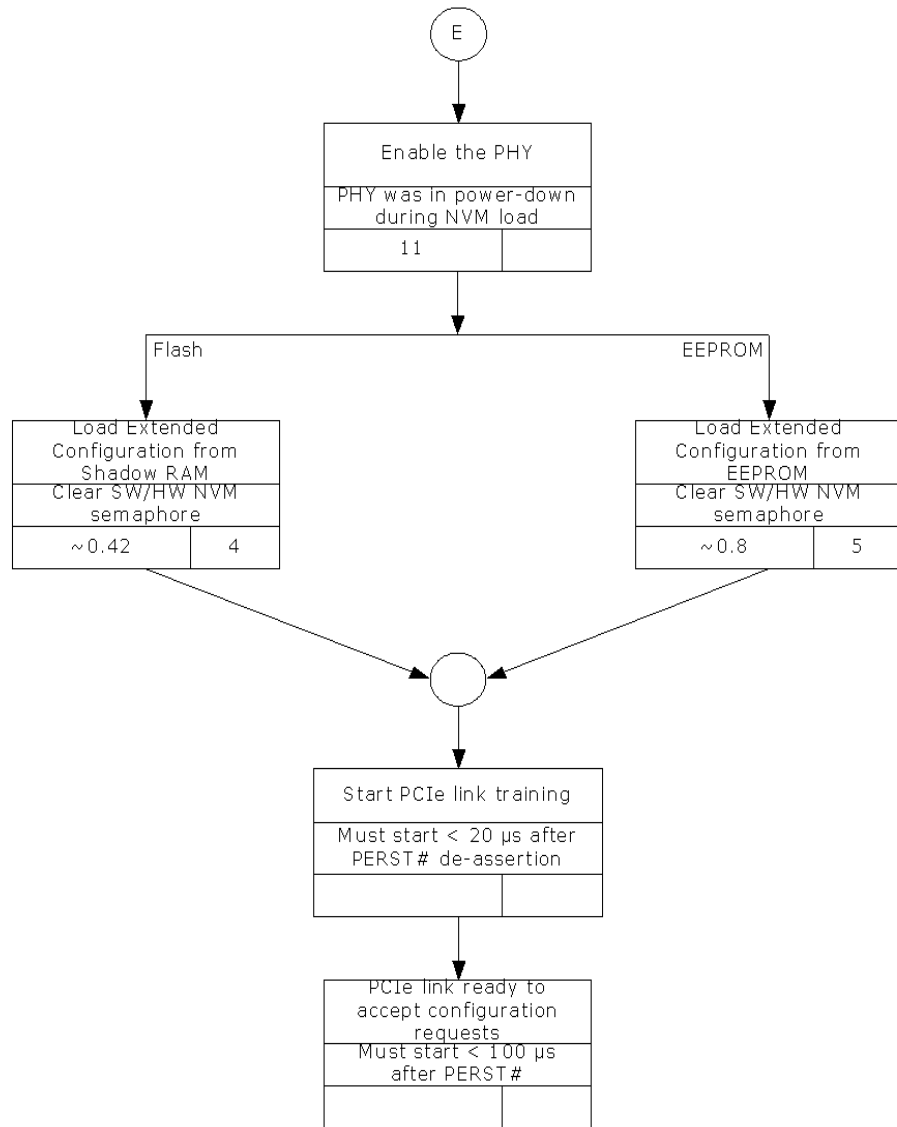 E
Enable the PHY
PHY was in power-down
during NVM load
11
Flash
EEPROM
Load Extended
Configuration from
Shadow RAM
Clear SW/HW NVM
semaphore
~0.42
4
Load Extended
Configuration from
EEPROM
Clear SW/HW NVM
semaphore
~0.8
5
Start PCIe link training
Must start < 20 µs after
PERST# de-assertion
PCIe link ready to
accept configuration
requests
Must start < 100 µs
after PERST#